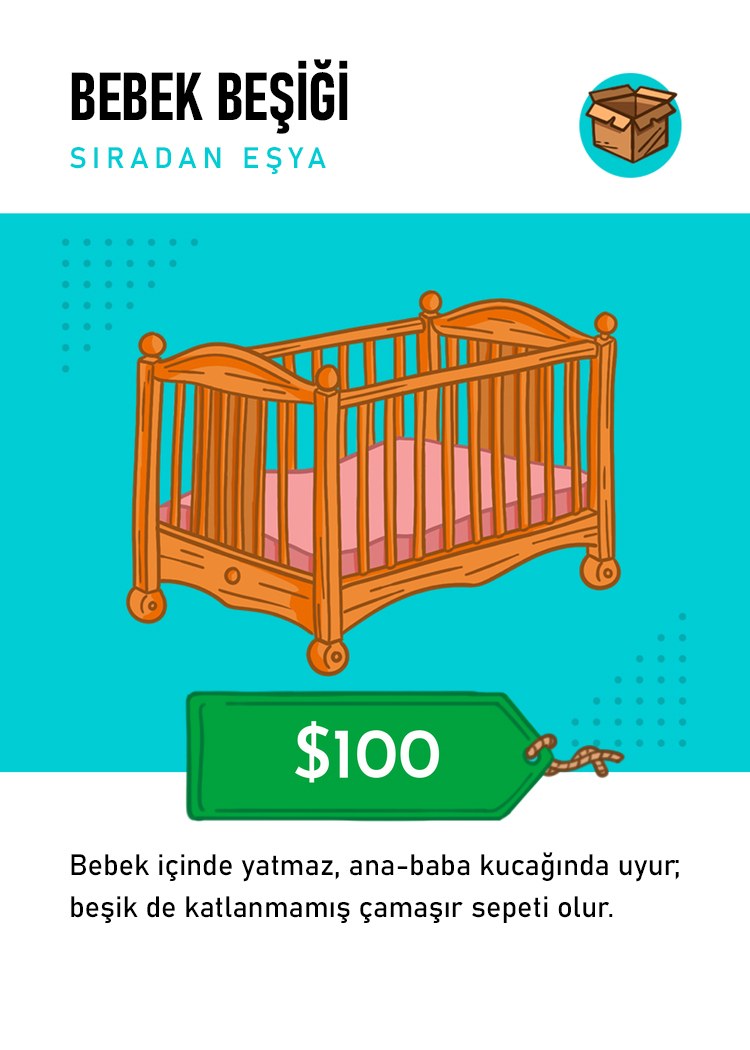 BEBEK BEŞİĞİ
SIRADAN EŞYA
$100
Bebek içinde yatmaz, ana-baba kucağında uyur;
beşik de katlanmamış çamaşır sepeti olur.